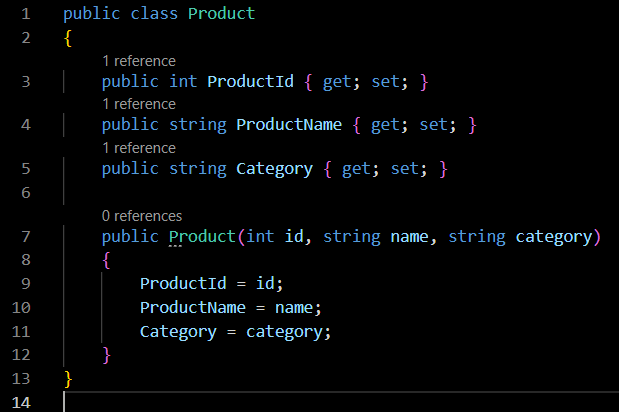 1 public class Product
2 {
1 reference
3 public int ProductId { get; set; }
1 reference
4 public string ProductName { get; set; }
1 reference
5 public string Category { get; set; }
6
0 references
7 public Product(int id, string name, string category)
8 {
9 ProductId = id;
10 ProductName = name;
11 Category = category;
12 }
13 }
14